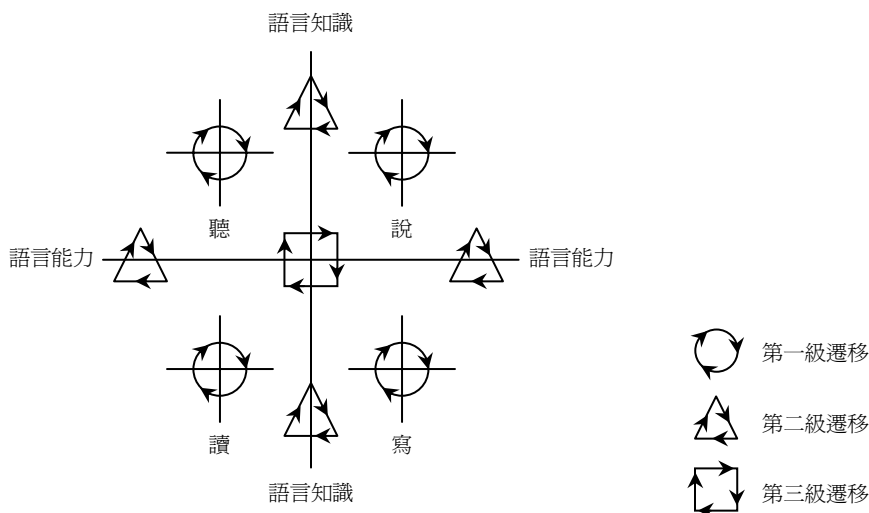 語言知識
聽
說
語言能力
語言能力
讀
寫
語言知識
第一級遷移
第二級遷移
第三級遷移